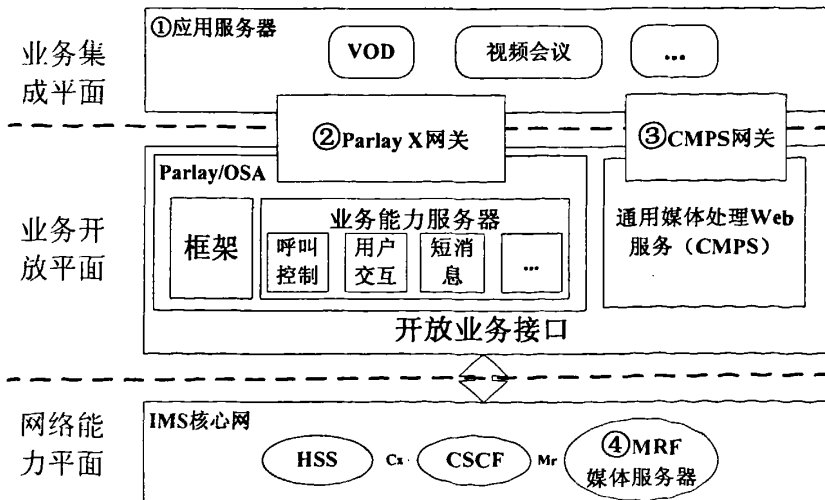 业务集
成平面
①应用服务器
VOD
视频会议
...
②Parlay X网关
③CMPS网关
业务开
放平面
Parlay/OSA
框架
业务能力服务器
呼叫
控制
用户
交互
短消
息
...
通用媒体处理Web
服务（CMPS）
开放业务接口
网络能
力平面
IMS核心网
HSS
Cx
CSCF
Mr
④MRF
媒体服务器